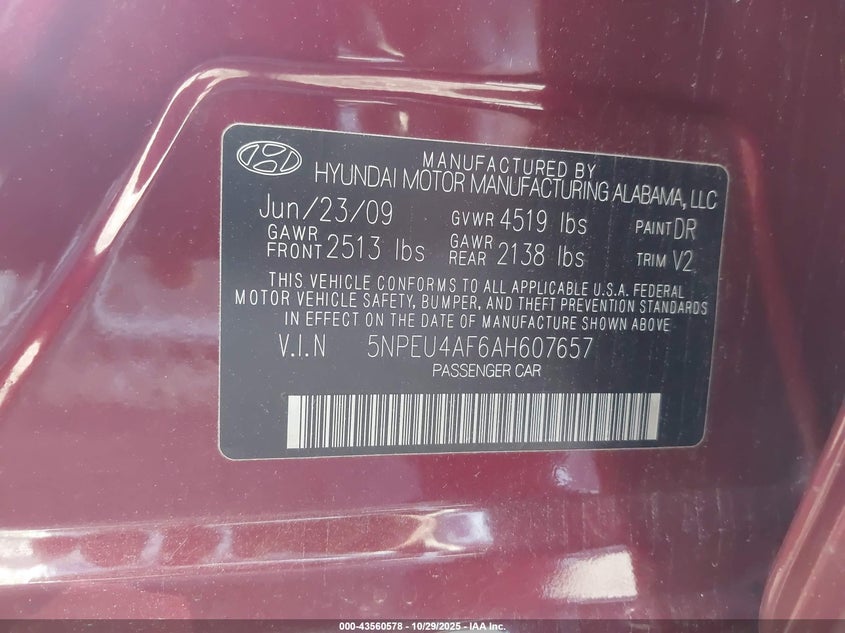 MANUFACTURED BY
HYUNDAI MOTOR MANUFACTURING ALABAMA, LLC
Jun/23/09 GVWR 4519 lbs PAINT DR
GAWR FRONT 2513 lbs GAWR REAR 2138 lbs TRIM V2
THIS VEHICLE CONFORMS TO ALL APPLICABLE U.S.A. FEDERAL
MOTOR VEHICLE SAFETY, BUMPER, AND THEFT PREVENTION STANDARDS
IN EFFECT ON THE DATE OF MANUFACTURE SHOWN ABOVE
V.I.N 5NPEU4AF6AH607657
PASSENGER CAR
000-43560578 - 10/29/2025 - IAA Inc.